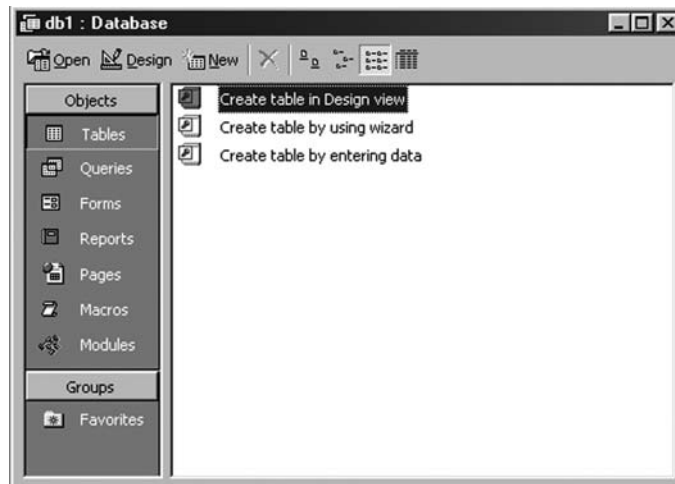 db1 : Database
Open Design New
Objects
Tables
Queries
Forms
Reports
Pages
Macros
Modules
Groups
Favorites
Create table in Design view
Create table by using wizard
Create table by entering data